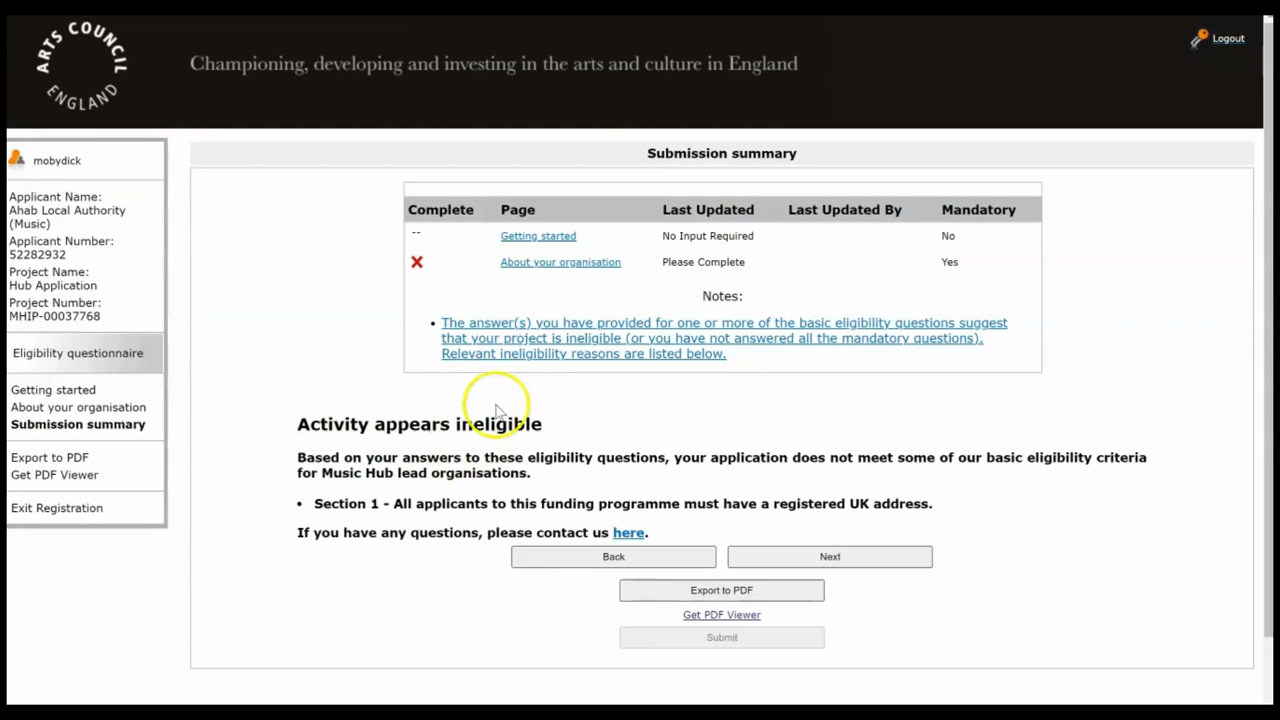 ARTS COUNCIL
ENGLAND
Championing, developing and investing in the arts and culture in England
Logout
mobydick
Applicant Name:
Ahab Local Authority
(Music)
Applicant Number:
52282932
Project Name:
Hub Application
Project Number:
MHIP-00037768
Eligibility questionnaire
Getting started
About your organisation
Submission summary
Export to PDF
Get PDF Viewer
Exit Registration
Submission summary
Complete Page Last Updated Last Updated By Mandatory
-- Getting started No Input Required No
About your organisation Please Complete Yes
Notes:
• The answer(s) you have provided for one or more of the basic eligibility questions suggest
that your project is ineligible (or you have not answered all the mandatory questions),
Relevant ineligibility reasons are listed below.
Activity appears ineligible
Based on your answers to these eligibility questions, your application does not meet some of our basic eligibility criteria
for Music Hub lead organisations.
• Section 1 - All applicants to this funding programme must have a registered UK address.
If you have any questions, please contact us here.
Back Next
Export to PDF
Get PDF Viewer
Submit